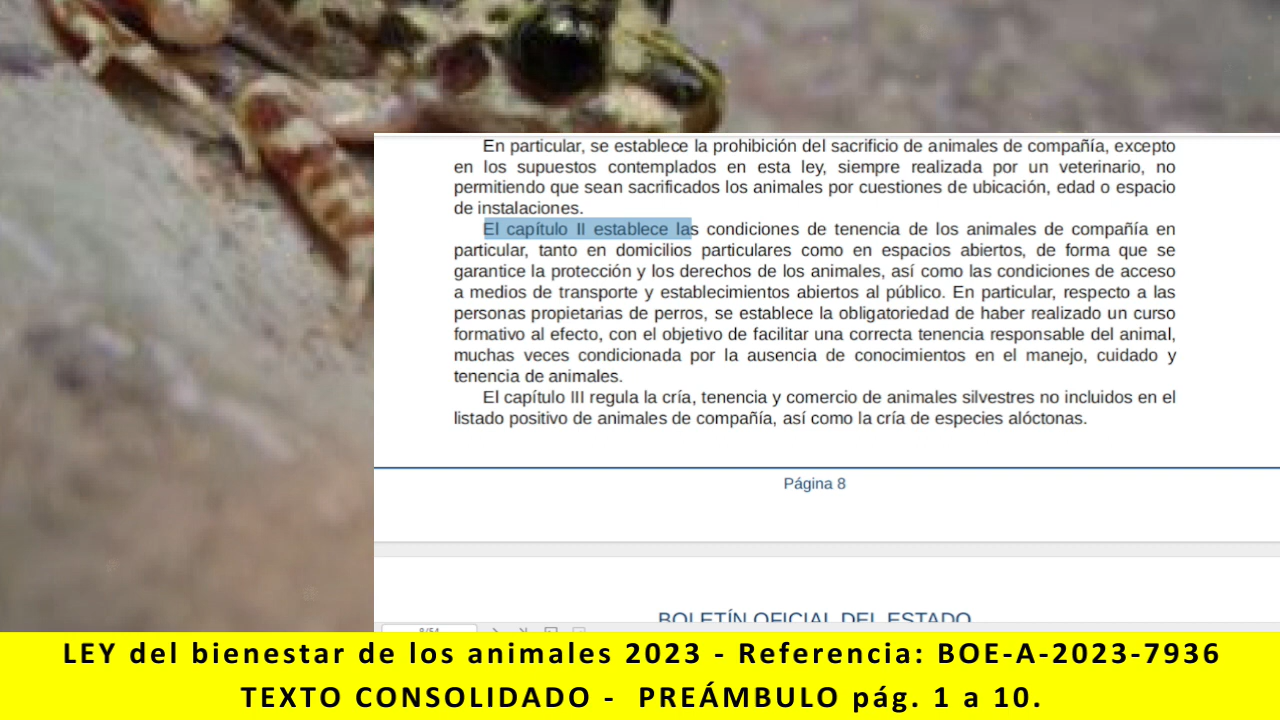 En particular, se establece la prohibición del sacrificio de animales de compañía, excepto
en los supuestos contemplados en esta ley, siempre realizada por un veterinario, no
permitiendo que sean sacrificados los animales por cuestiones de ubicación, edad o espacio
de instalaciones.
El capítulo II establece las condiciones de tenencia de los animales de compañía en
particular, tanto en domicilios particulares como en espacios abiertos, de forma que se
garantice la protección y los derechos de los animales, así como las condiciones de acceso
a medios de transporte y establecimientos abiertos al público. En particular, respecto a las
personas propietarias de perros, se establece la obligatoriedad de haber realizado un curso
formativo al efecto, con el objetivo de facilitar una correcta tenencia responsable del animal,
muchas veces condicionada por la ausencia de conocimientos en el manejo, cuidado y
tenencia de animales.
El capítulo III regula la cría, tenencia y comercio de animales silvestres no incluidos en el
listado positivo de animales de compañía, así como la cría de especies alóctonas.
Página 8
BOLETÍN OFICIAL DEL ESTADO
LEY del bienestar de los animales 2023 - Referencia: BOE-A-2023-7936
TEXTO CONSOLIDADO - PREÁMBULO pág. 1 a 10.